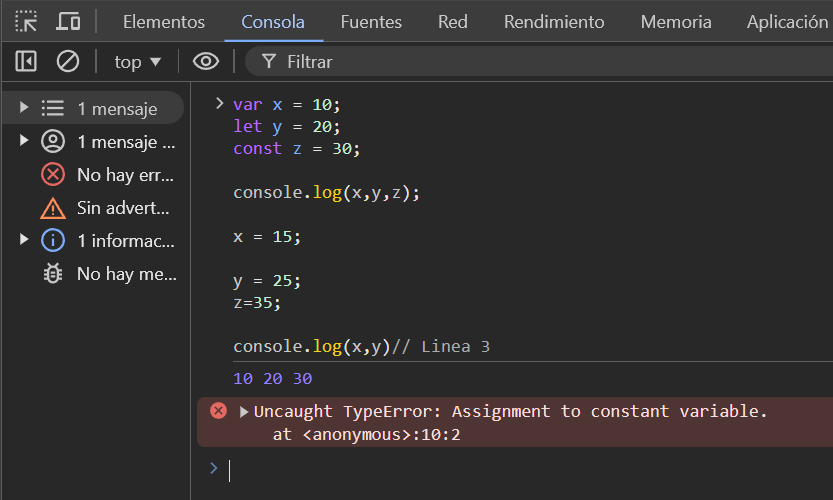 Elementos Consola Fuentes Red Rendimiento Memoria Aplicación
top Filtrar
1 mensaje
1 mensaje ...
No hay err...
Sin advert...
1 informac...
No hay me...
var x = 10;
let y = 20;
const z = 30;
console.log(x,y,z);
x = 15;
y = 25;
z=35;
console.log(x,y)// Linea 3
10 20 30
Uncaught TypeError: Assignment to constant variable.
at <anonymous>:10:2